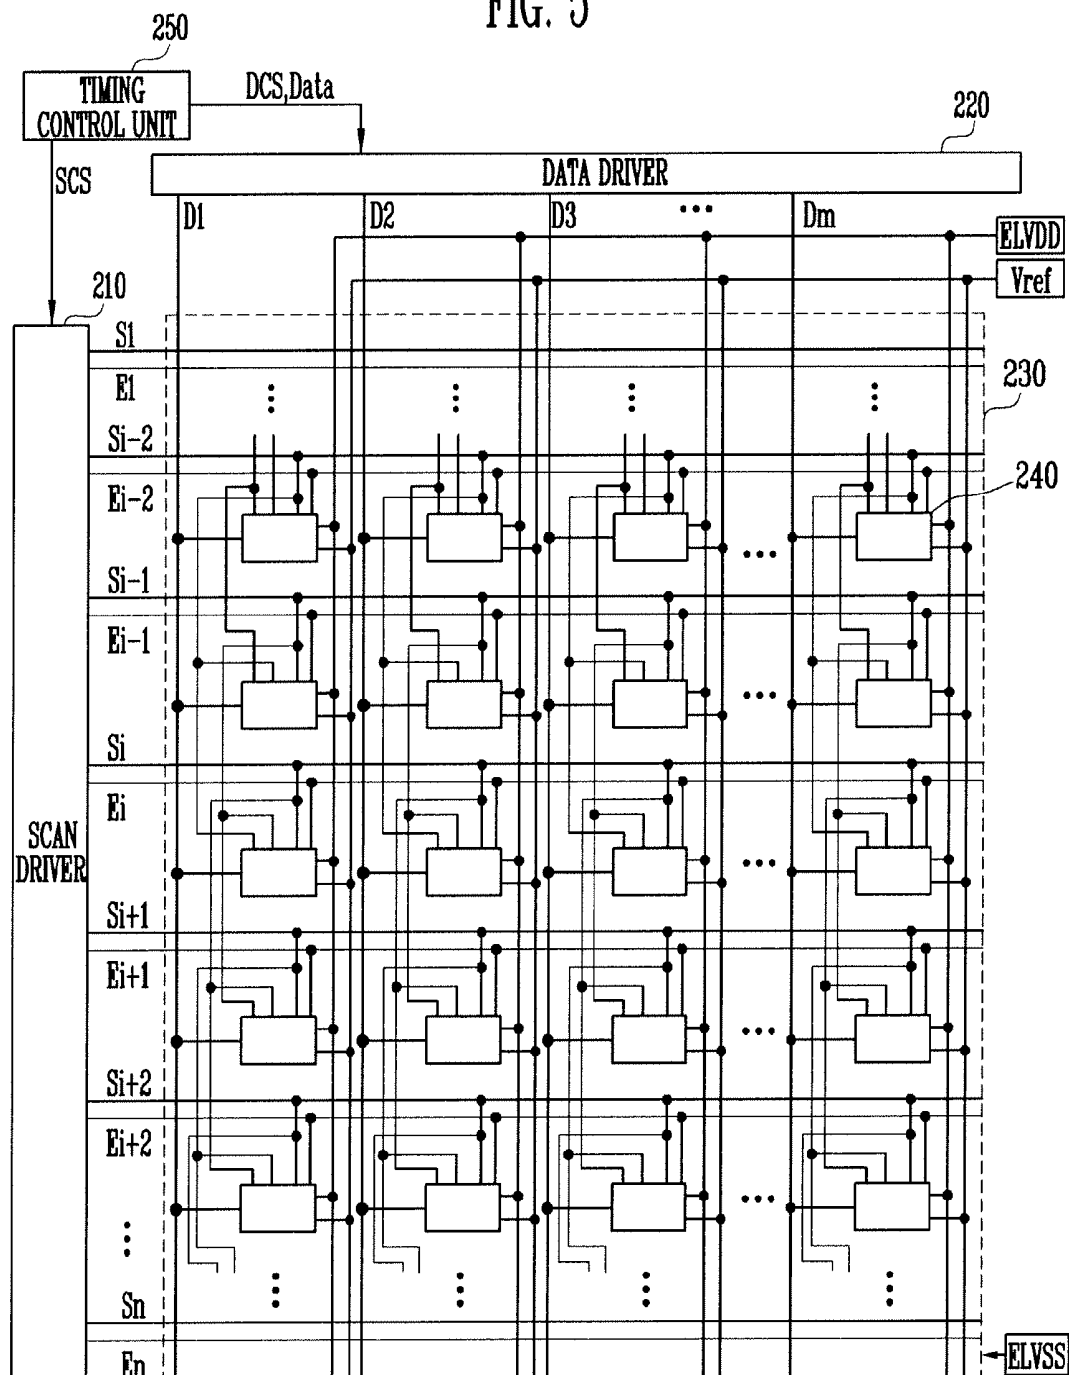 FIG. 5
250
TIMING
CONTROL UNIT
DCS,Data
220
SCS
DATA DRIVER
D1
D2
D3
...
Dm
ELVDD
Vref
210
S1
E1
230
Si-2
Ei-2
240
Si-1
Ei-1
Si
Ei
SCAN
DRIVER
Si+1
Ei+1
Si+2
Ei+2
Sn
En
ELVSS